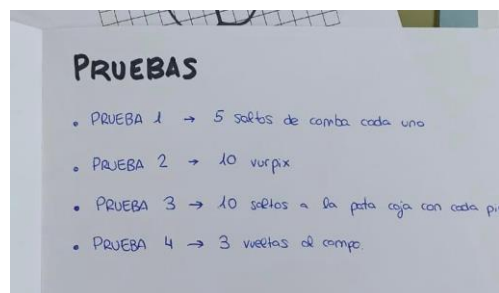 PRUEBAS
• PRUEBA 1 → 5 saltos de comba cada uno
• PRUEBA 2 → 10 vurpix
• PRUEBA 3 → 10 saltos a la pata coja con cada
• PRUEBA 4 → 3 vueltas al campo.